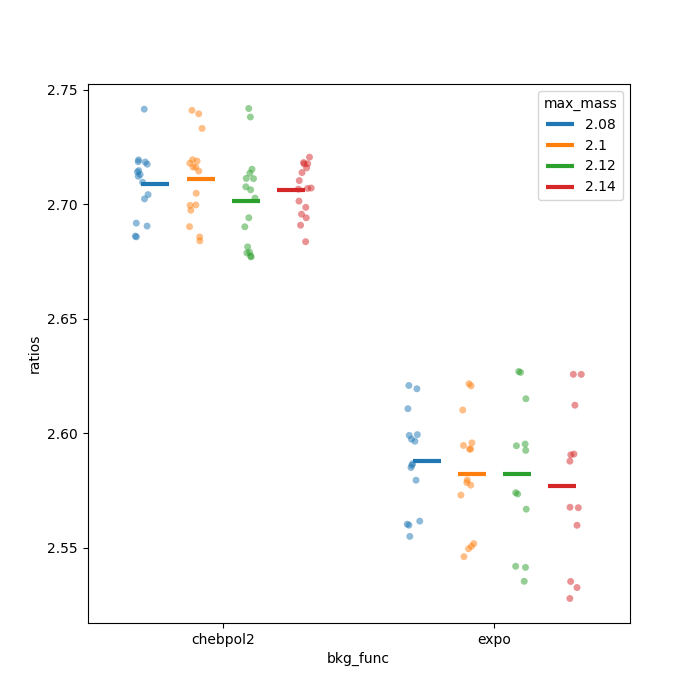 2.75
2.70
2.65
2.60
2.55
ratios
max_mass
2.08
2.1
2.12
2.14
chebpol2
expo
bkg_func